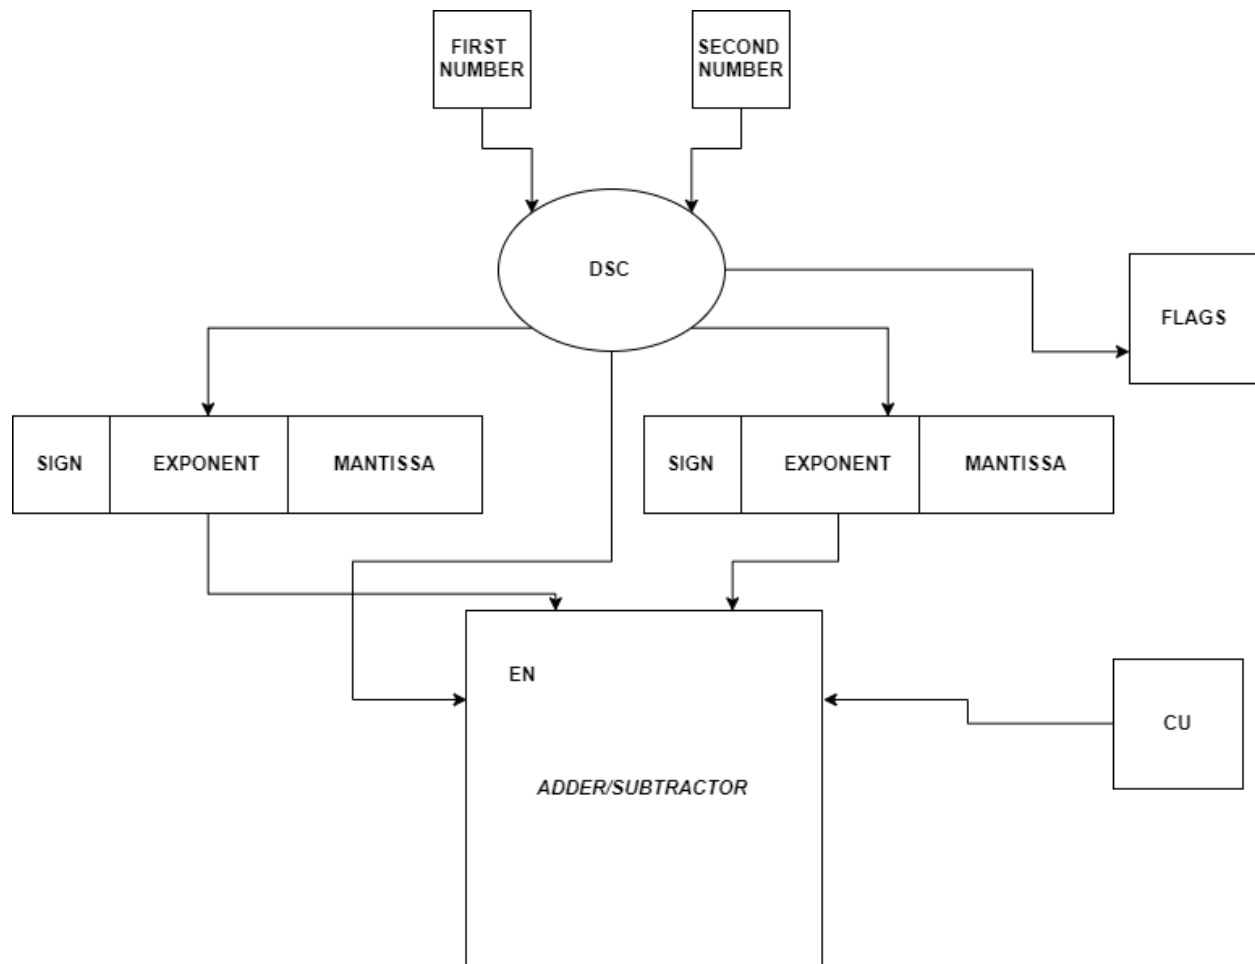 FIRST
NUMBER
SECOND
NUMBER
DSC
FLAGS
SIGN
EXPONENT
MANTISSA
SIGN
EXPONENT
MANTISSA
EN
CU
ADDER/SUBTRACTOR